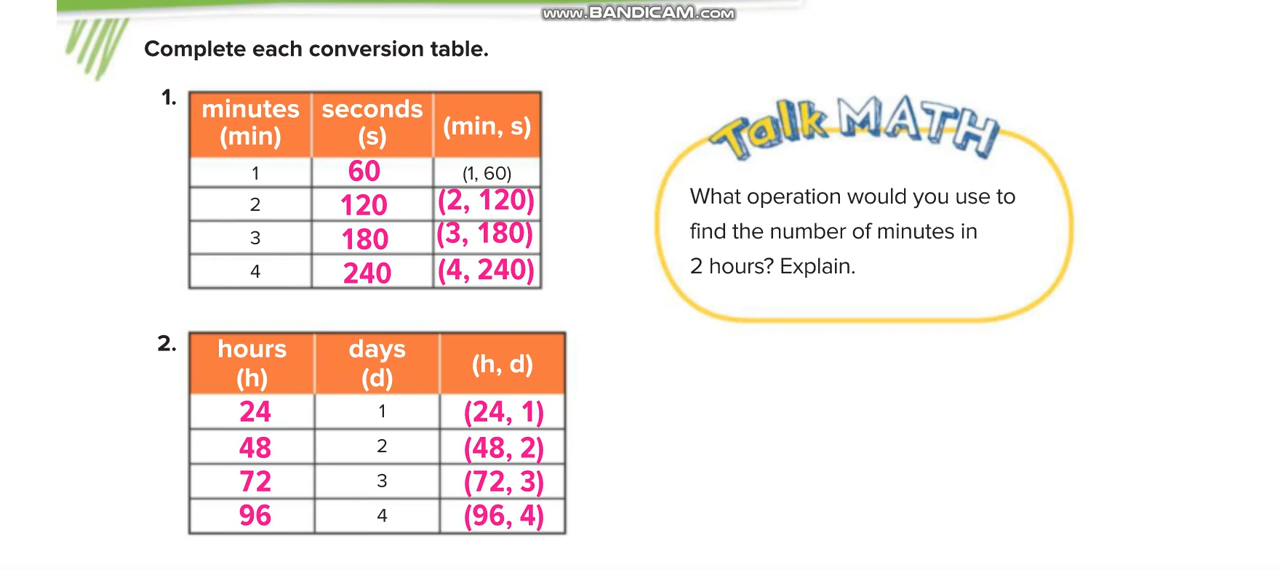 www.BANDICAM.com
Complete each conversion table.
1.
minutes (min) seconds (s) (min, s)
1 60 (1, 60)
2 120 (2, 120)
3 180 (3, 180)
4 240 (4, 240)
Talk MATH
What operation would you use to
find the number of minutes in
2 hours? Explain.
2.
hours (h) days (d) (h, d)
24 1 (24, 1)
48 2 (48, 2)
72 3 (72, 3)
96 4 (96, 4)